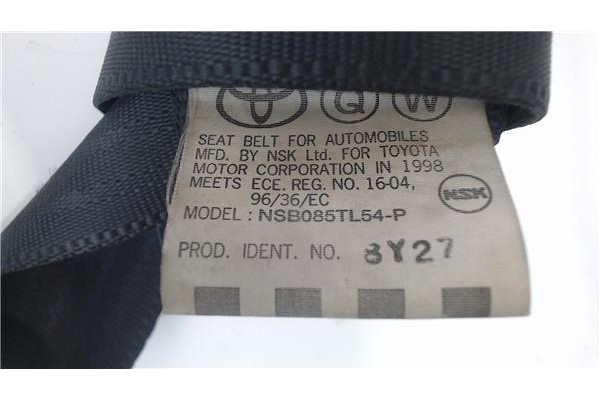 Q W
SEAT BELT FOR AUTOMOBILES
MFD. BY NSK Ltd. FOR TOYOTA
MOTOR CORPORATION IN 1998
MEETS ECE. REG. NO. 16-04,
96/36/EC
NSK
MODEL : NSB085TL54-P
PROD. IDENT. NO. 8Y27